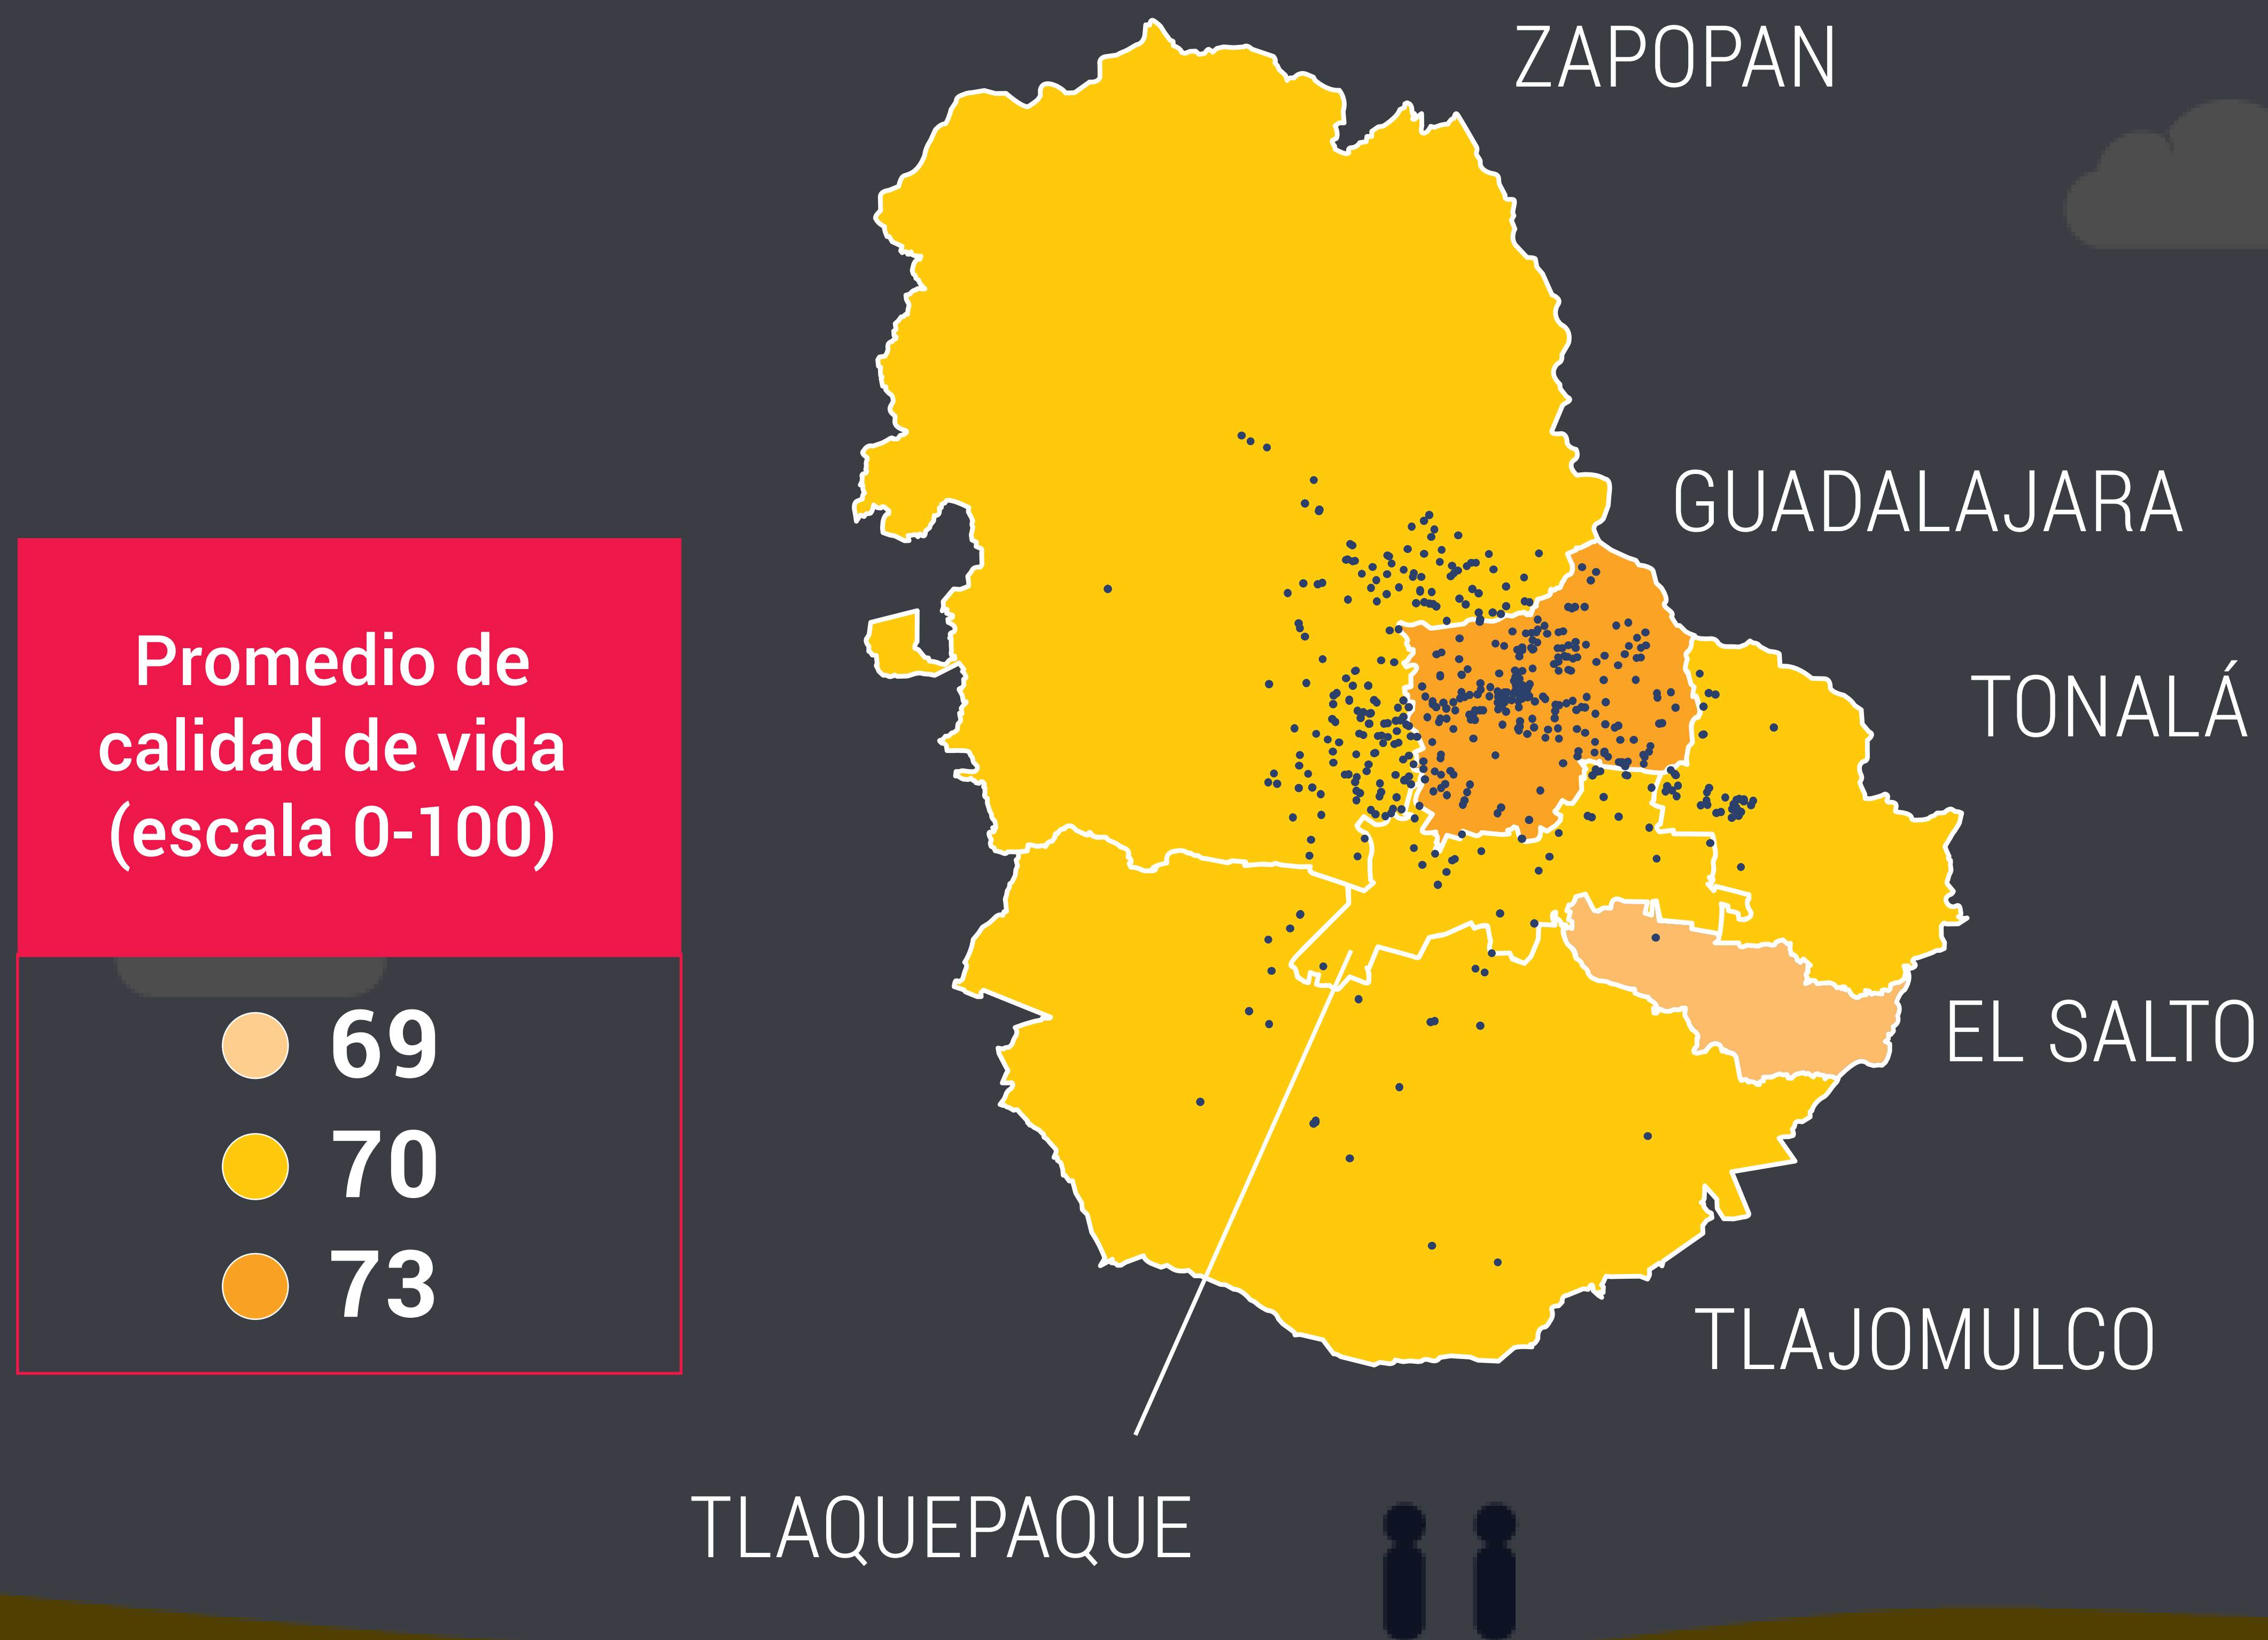 ZAPOPAN
GUADALAJARA
TONALÁ
EL SALTO
TLAJOMULCO
TLAQUEPAQUE
Promedio de
calidad de vida
(escala 0-100)
69
70
73